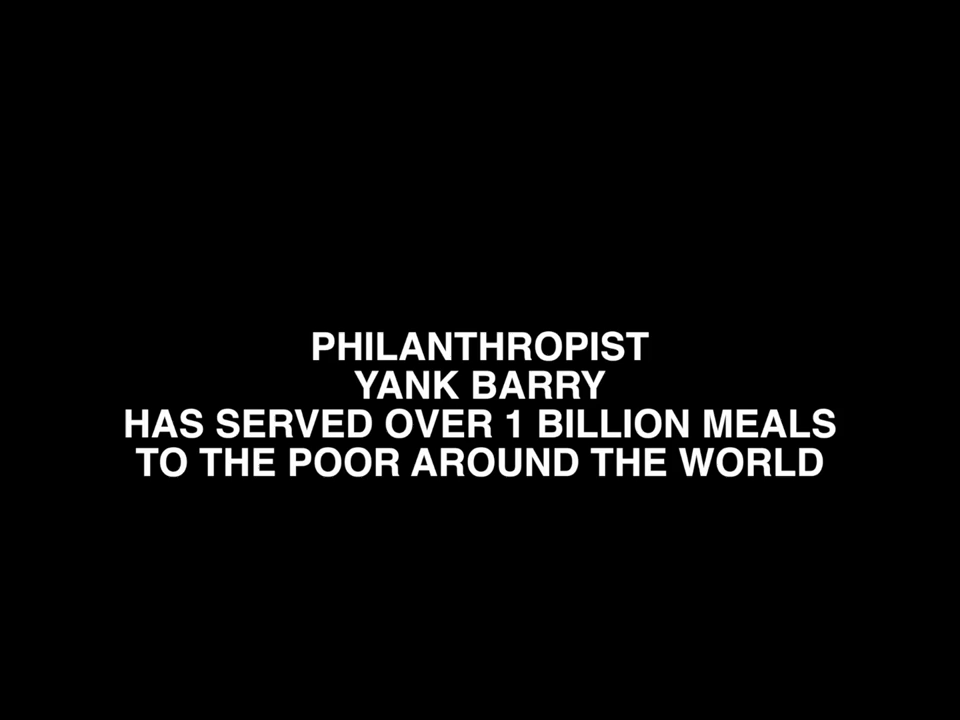 PHILANTHROPIST
YANK BARRY
HAS SERVED OVER 1 BILLION MEALS
TO THE POOR AROUND THE WORLD